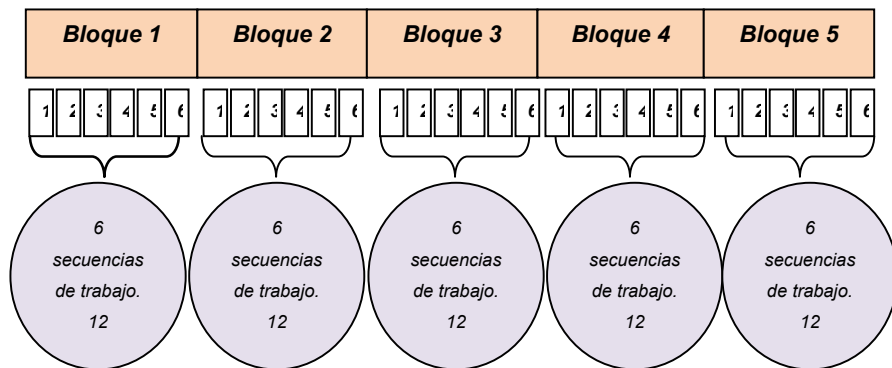 Bloque 1 Bloque 2 Bloque 3 Bloque 4 Bloque 5
1 2 3 4 5 6 1 2 3 4 5 6 1 2 3 4 5 6 1 2 3 4 5 6 1 2 3 4 5 6
6
secuencias
de trabajo.
12
6
secuencias
de trabajo.
12
6
secuencias
de trabajo.
12
6
secuencias
de trabajo.
12
6
secuencias
de trabajo.
12